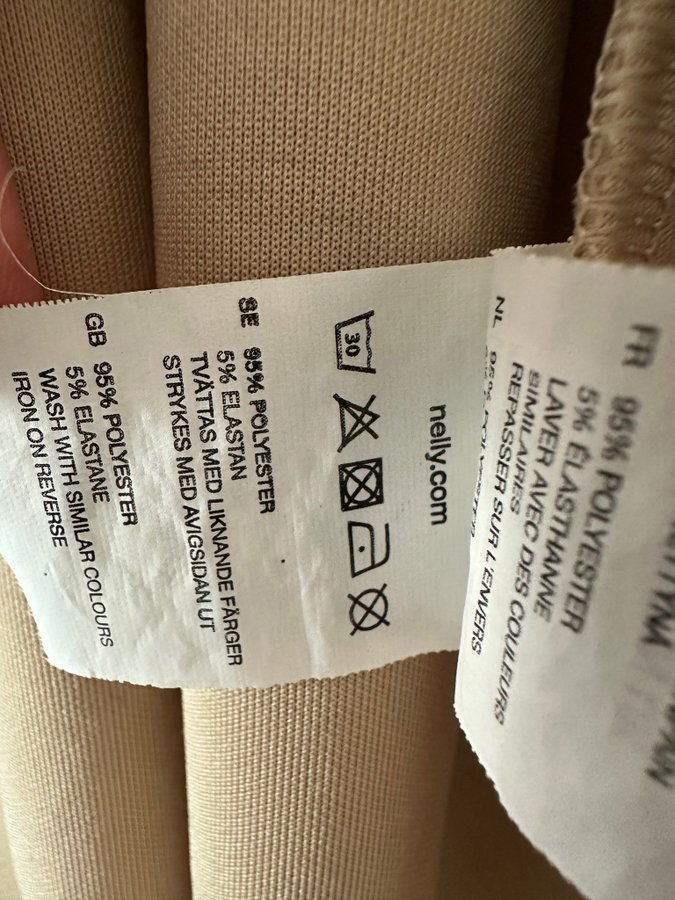 nelly.com
30
SE 95% POLYESTER
5% ELASTAN
TVÄTTAS MED LIKNANDE FÄRGER
STRYKES MED AVIGSIDAN UT
GB 95% POLYESTER
5% ELASTANE
WASH WITH SIMILAR COLOURS
IRON ON REVERSE
FR 95% POLYESTER
5% ÉLASTHANNE
LAVER AVEC DES COULEURS
SIMILAIRES
REPASSER SUR L'ENVERS
NL 95% POLYESTER